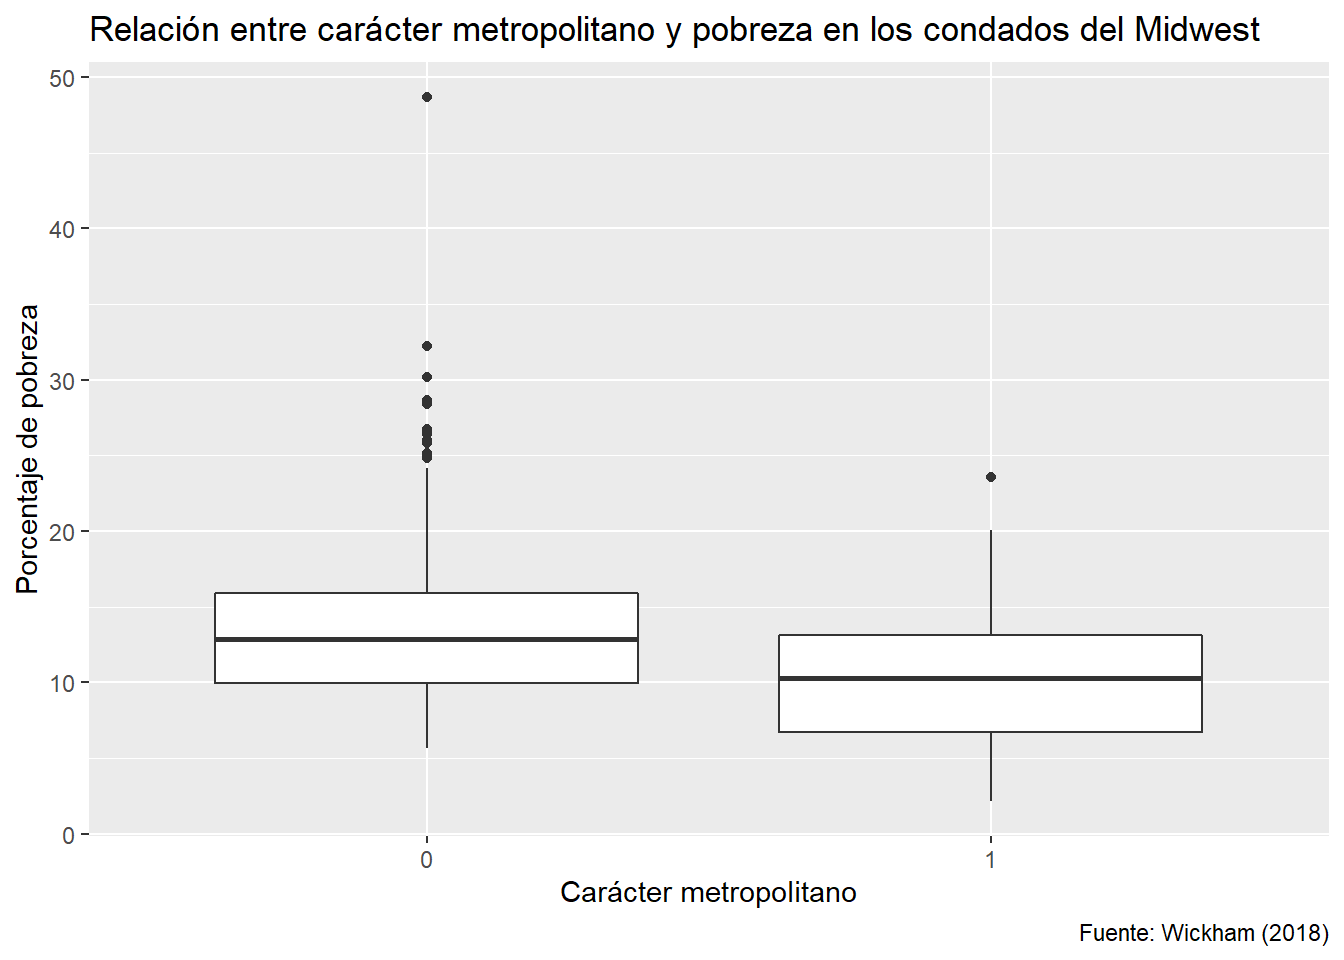 Relación entre carácter metropolitano y pobreza en los condados del Midwest
50
40
30
20
10
0
Porcentaje de pobreza
0 1
Carácter metropolitano
Fuente: Wickham (2018)